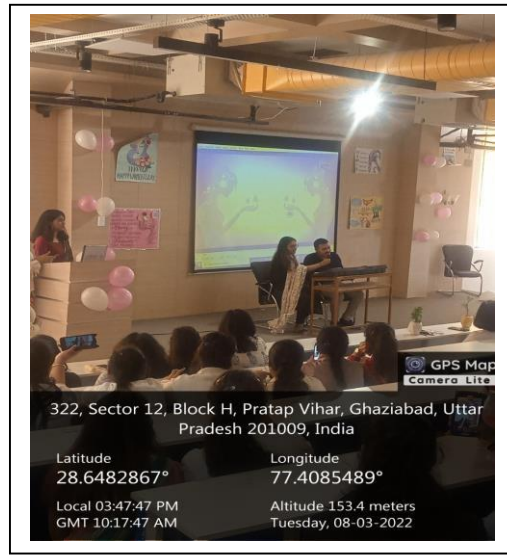 GPS Map
Camera Lite
322, Sector 12, Block H, Pratap Vihar, Ghaziabad, Uttar
Pradesh 201009, India
Latitude
28.6482867°
Longitude
77.4085489°
Local 03:47:47 PM
GMT 10:17:47 AM
Altitude 153.4 meters
Tuesday, 08-03-2022